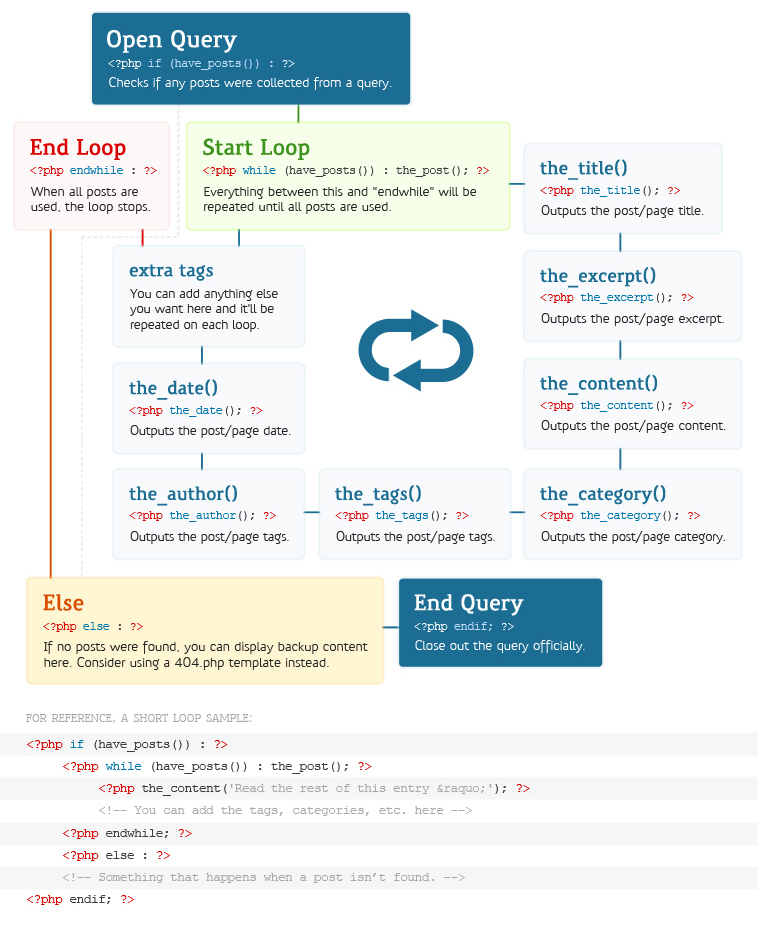 Open Query
<?php if (have_posts()) : ?>
Checks if any posts were collected from a query.
End Loop
<?php endwhile : ?>
When all posts are
used, the loop stops.
Start Loop
<?php while (have_posts()) : the_post(); ?>
Everything between this and "endwhile" will be
repeated until all posts are used.
the_title()
<?php the_title(); ?>
Outputs the post/page title.
the_excerpt()
<?php the_excerpt(); ?>
Outputs the post/page excerpt.
the_content()
<?php the_content(); ?>
Outputs the post/page content.
the_category()
<?php the_category(); ?>
Outputs the post/page category.
the_tags()
<?php the_tags(); ?>
Outputs the post/page tags.
the_author()
<?php the_author(); ?>
Outputs the post/page tags.
the_date()
<?php the_date(); ?>
Outputs the post/page date.
extra tags
You can add anything else
you want here and it'll be
repeated on each loop.
Else
<?php else : ?>
If no posts were found, you can display backup content
here. Consider using a 404.php template instead.
End Query
<?php endif; ?>
Close out the query officially.
FOR REFERENCE, A SHORT LOOP SAMPLE:
<?php if (have_posts()) : ?>
<?php while (have_posts()) : the_post(); ?>
<?php the_content('Read the rest of this entry &raquo;'); ?>
<!-- You can add the tags, categories, etc. here -->
<?php endwhile; ?>
<?php else : ?>
<!-- Something that happens when a post isn’t found. -->
<?php endif; ?>